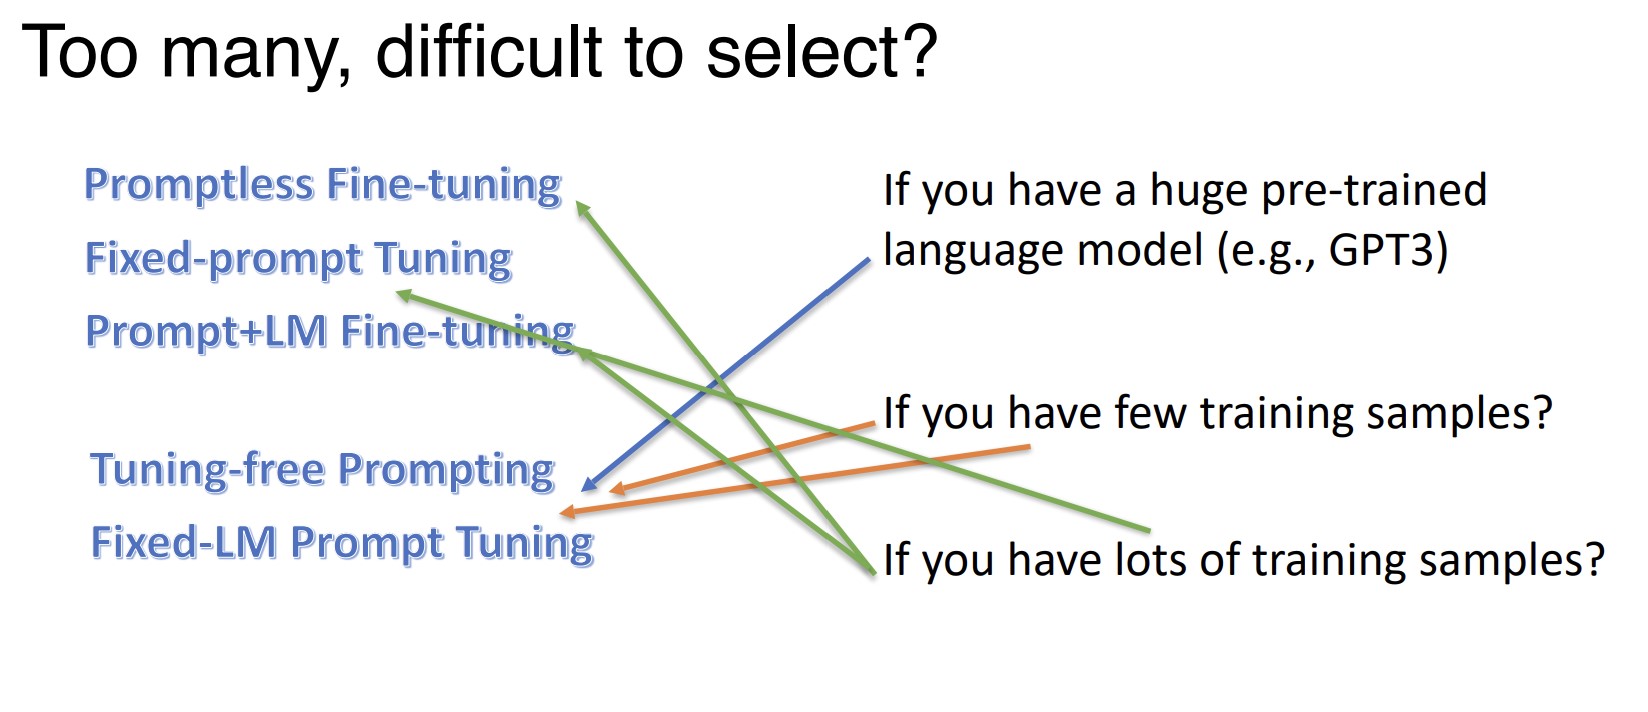 Too many, difficult to select?
Promptless Fine-tuning
Fixed-prompt Tuning
Prompt+LM Fine-tuning
Tuning-free Prompting
Fixed-LM Prompt Tuning
If you have a huge pre-trained
language model (e.g., GPT3)
If you have few training samples?
If you have lots of training samples?